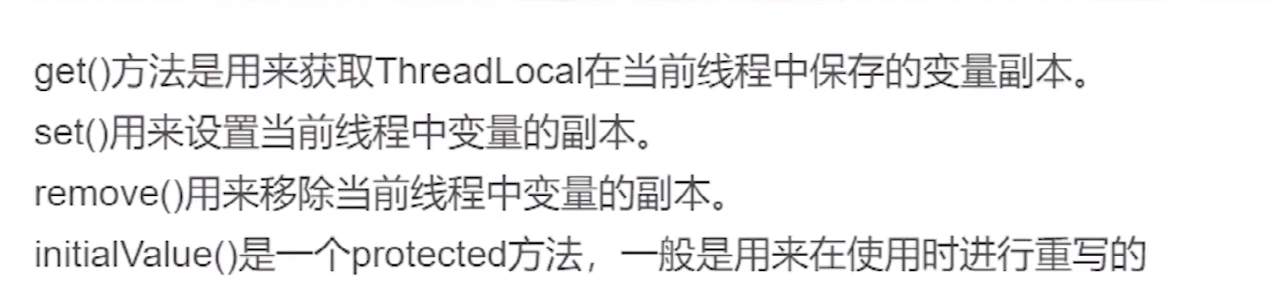 get()方法是用来获取ThreadLocal在当前线程中保存的变量副本。
set()用来设置当前线程中变量的副本。
remove()用来移除当前线程中变量的副本。
initialValue()是一个protected方法，一般是用来在使用时进行重写的